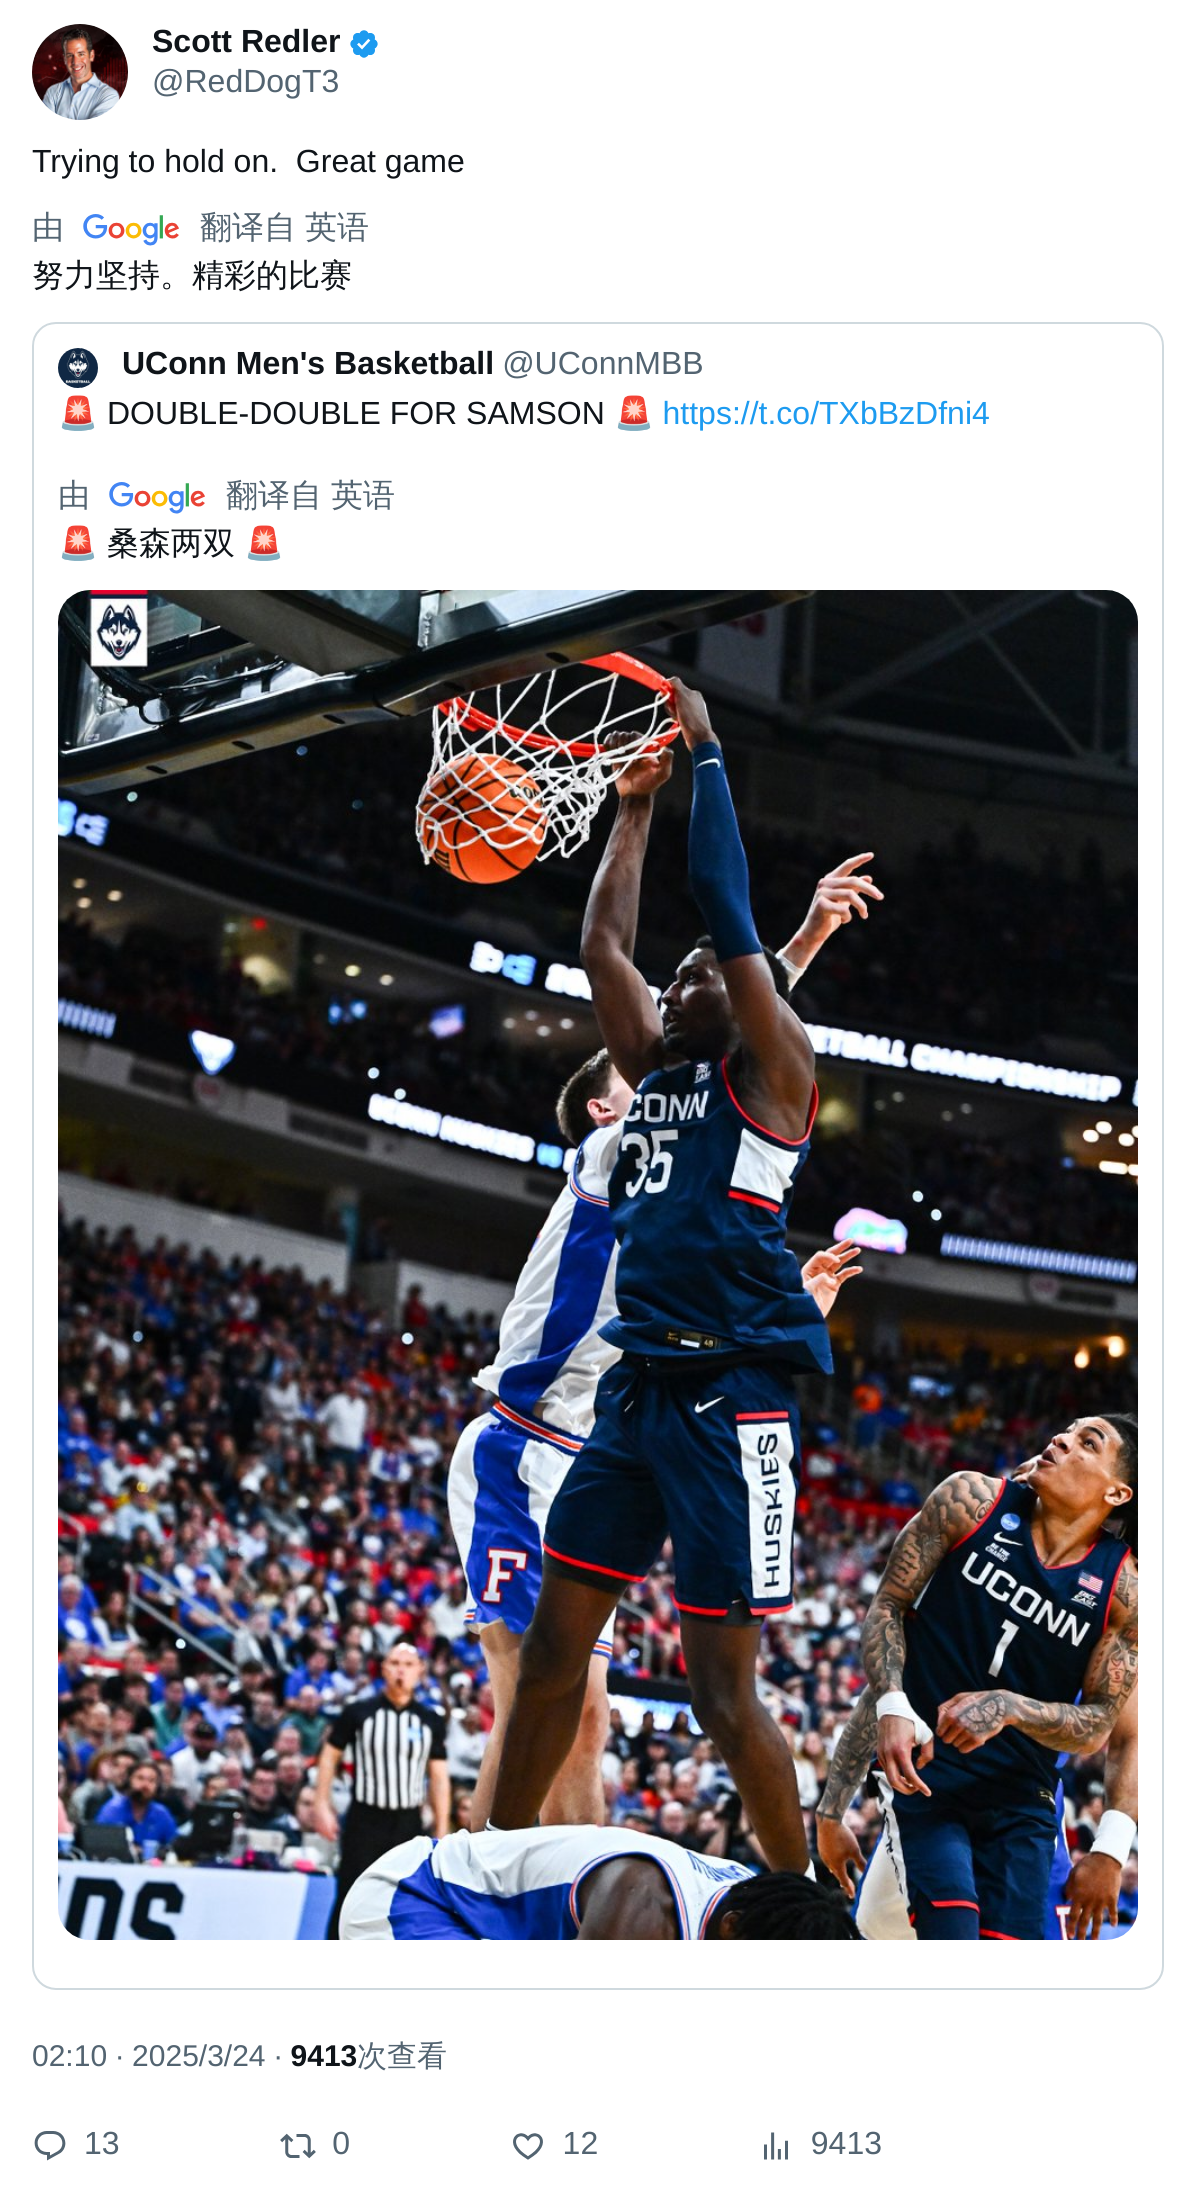 Scott Redler
@RedDogT3
Trying to hold on.  Great game
由 Google 翻译自 英语
努力坚持。精彩的比赛
UConn Men's Basketball @UConnMBB
🚨 DOUBLE-DOUBLE FOR SAMSON 🚨 https://t.co/TXbBzDfni4
由 Google 翻译自 英语
🚨 桑森两双 🚨
UCONN HUSKIES
CONN
35
HUSKIES
F
UCONN
1
02:10 · 2025/3/24 · 9413次查看
13 0 12 9413